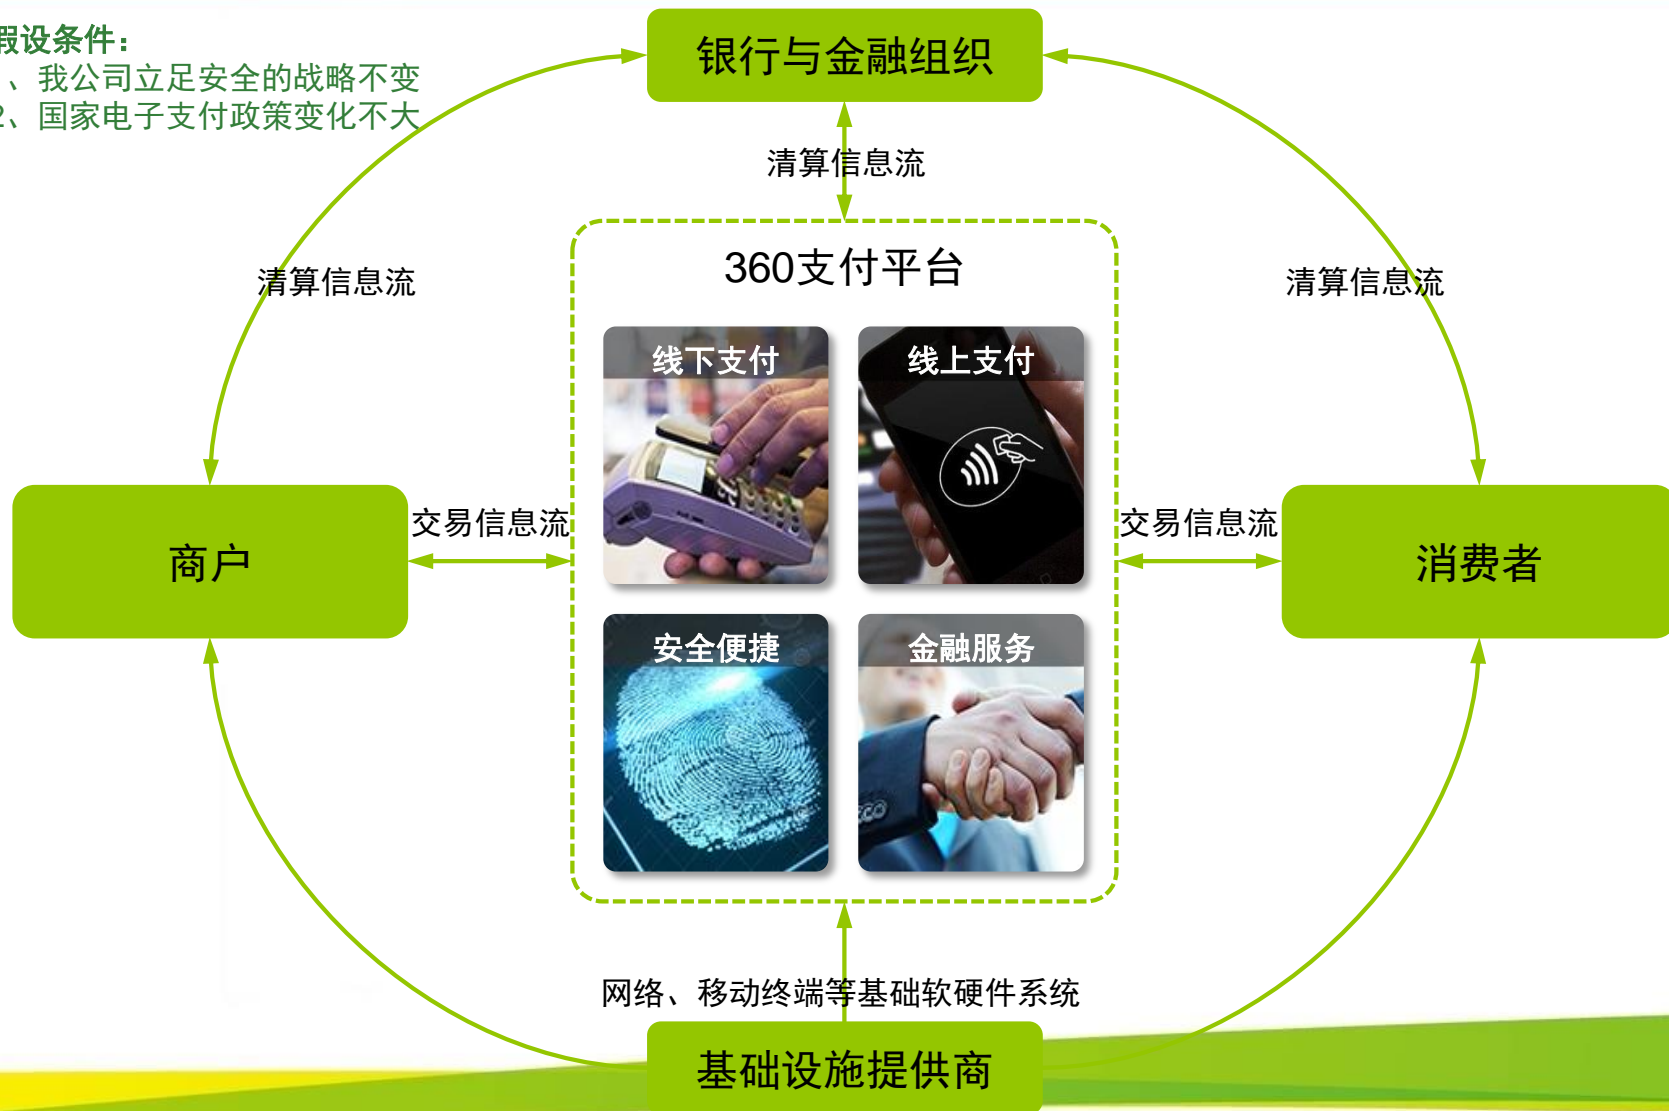 假设条件：
、我公司立足安全的战略不变
2、国家电子支付政策变化不大
银行与金融组织
清算信息流
清算信息流
清算信息流
360支付平台
线下支付
线上支付
商户
交易信息流
交易信息流
消费者
安全便捷
金融服务
网络、移动终端等基础软硬件系统
基础设施提供商